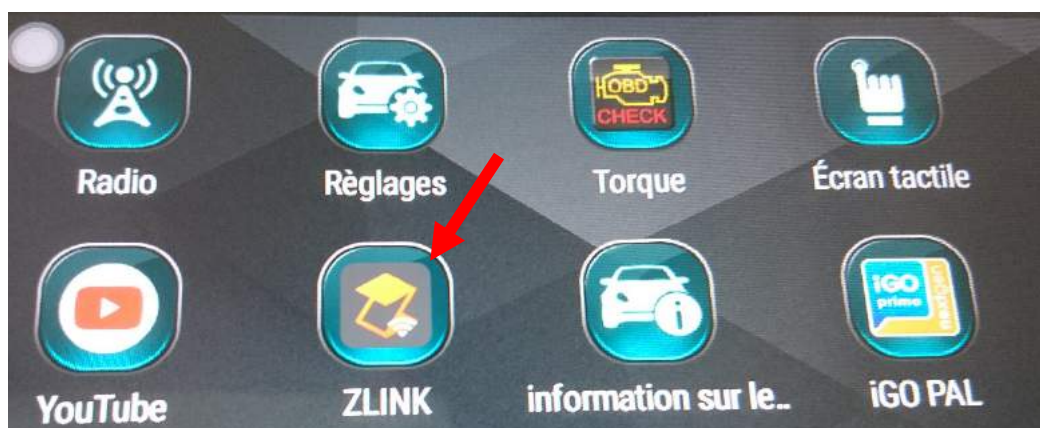 OBD
CHECK
Radio
Règlages
Torque
Écran tactile
iGO
primo
nextgen
YouTube
ZLINK
information sur le..
iGO PAL